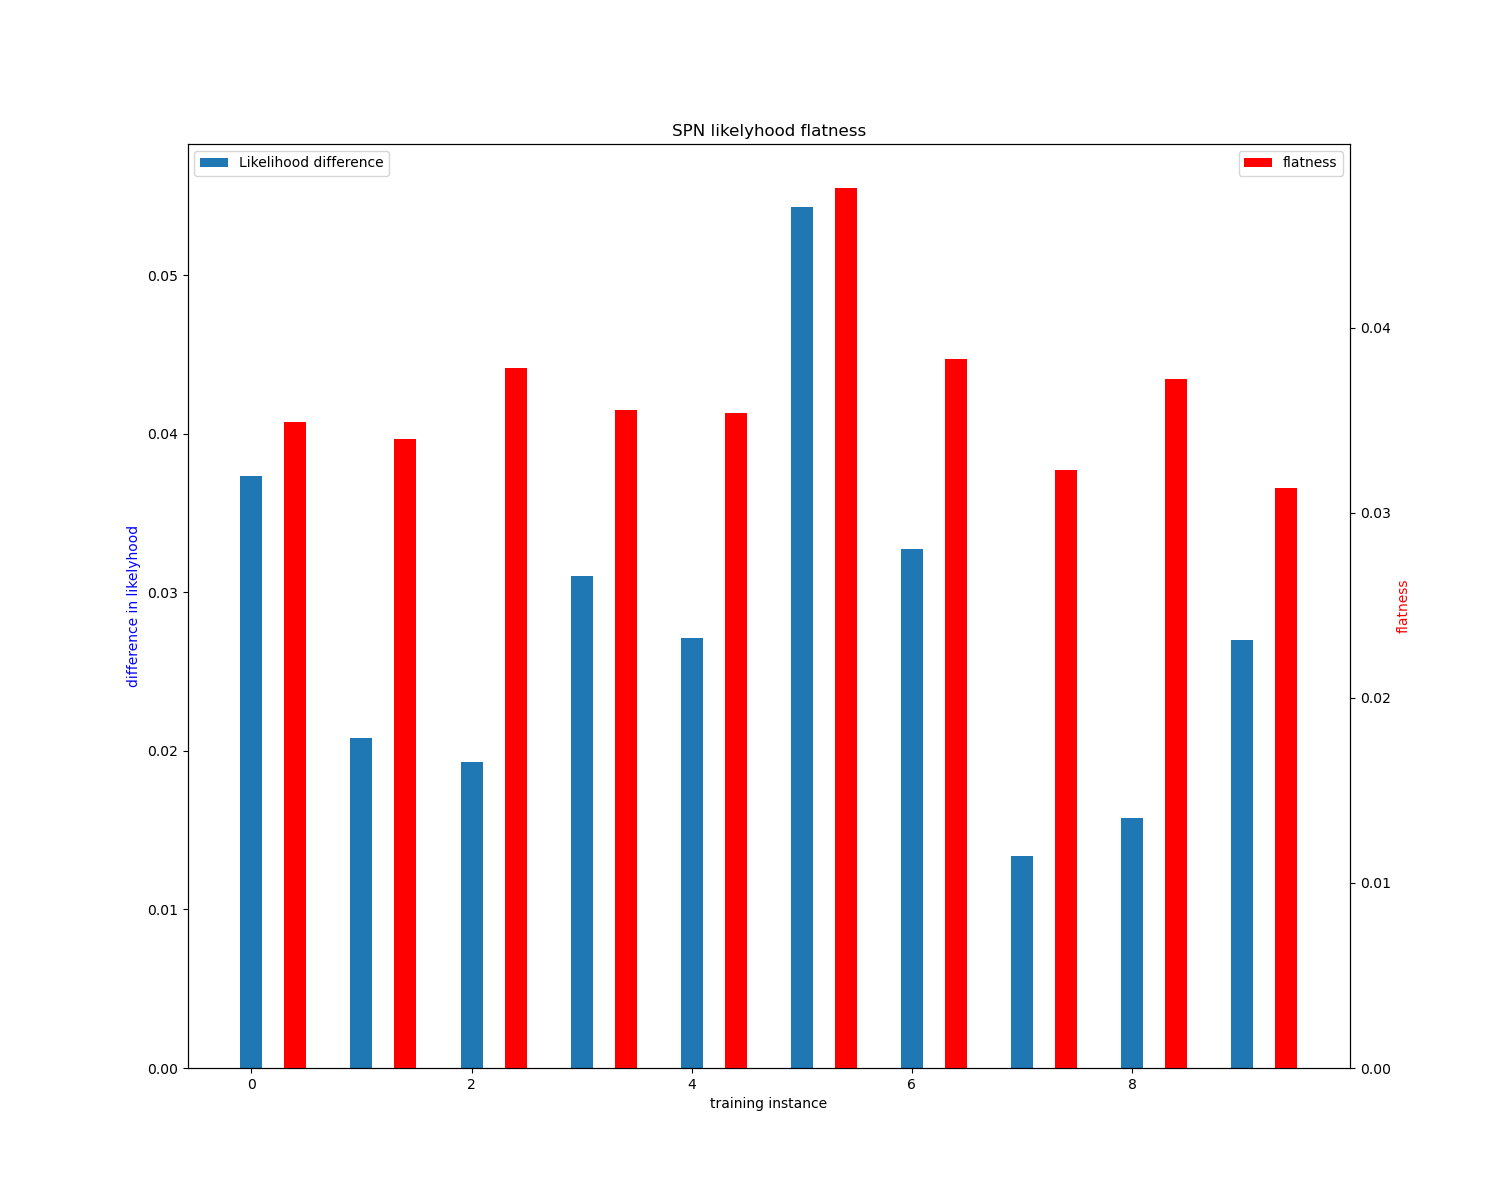 SPN likelyhood flatness
Likelihood difference
flatness
0.05
0.04
0.03
0.02
0.01
0.00
difference in likelyhood
0.04
0.03
0.02
0.01
0.00
flatness
0 2 4 6 8
training instance